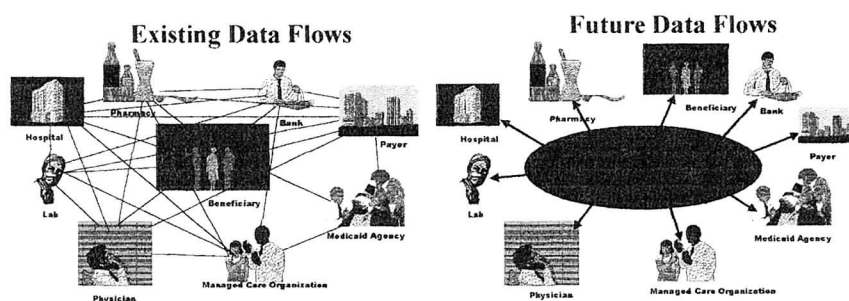 Existing Data Flows
Pharmacy
Bank
Hospital
Payer
Lab
Beneficiary
Medicaid Agency
Physician
Managed Care Organization
Future Data Flows
Pharmacy
Beneficiary
Bank
Hospital
Payer
Lab
Medicaid Agency
Physician
Managed Care Organization